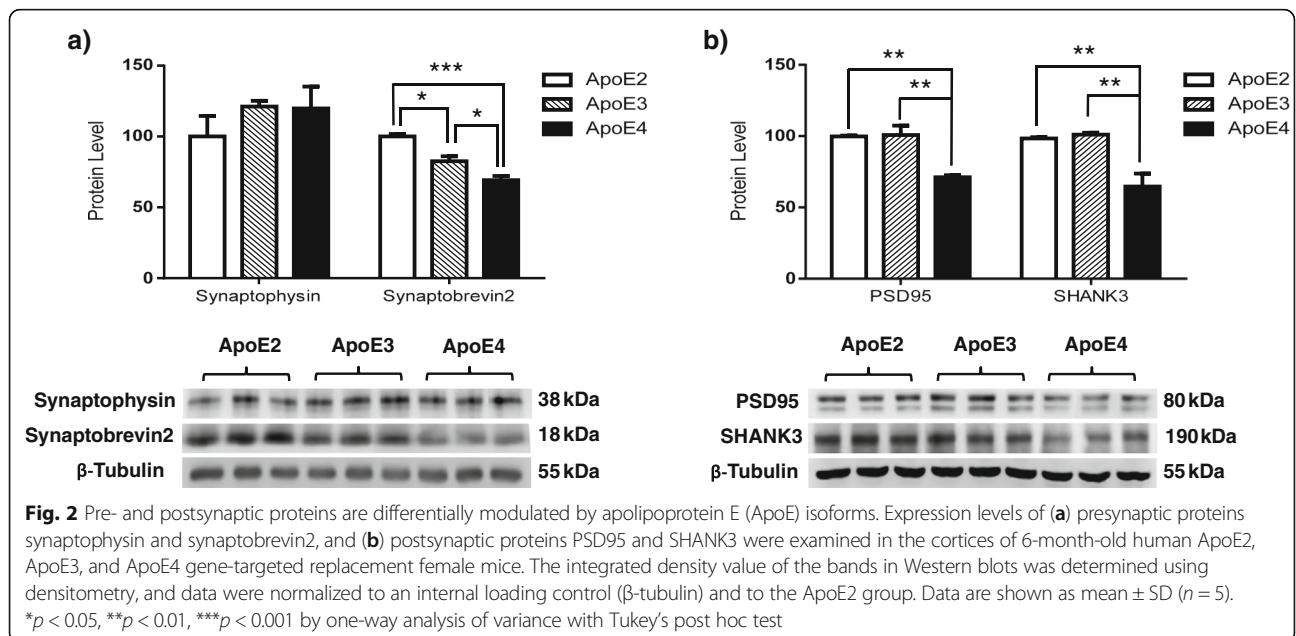 a)
***
*
*
ApoE2
ApoE3
ApoE4
150
100
50
0
Protein Level
Synaptophysin
Synaptobrevin2
ApoE2
ApoE3
ApoE4
Synaptophysin
38 kDa
Synaptobrevin2
18 kDa
β-Tubulin
55 kDa
b)
**
**
**
**
ApoE2
ApoE3
ApoE4
150
100
50
0
Protein Level
PSD95
SHANK3
ApoE2
ApoE3
ApoE4
PSD95
80 kDa
SHANK3
190 kDa
β-Tubulin
55 kDa
Fig. 2 Pre- and postsynaptic proteins are differentially modulated by apolipoprotein E (ApoE) isoforms. Expression levels of (a) presynaptic proteins
synaptophysin and synaptobrevin2, and (b) postsynaptic proteins PSD95 and SHANK3 were examined in the cortices of 6-month-old human ApoE2,
ApoE3, and ApoE4 gene-targeted replacement female mice. The integrated density value of the bands in Western blots was determined using
densitometry, and data were normalized to an internal loading control (β-tubulin) and to the ApoE2 group. Data are shown as mean ± SD (n = 5).
*p < 0.05, **p < 0.01, ***p < 0.001 by one-way analysis of variance with Tukey's post hoc test